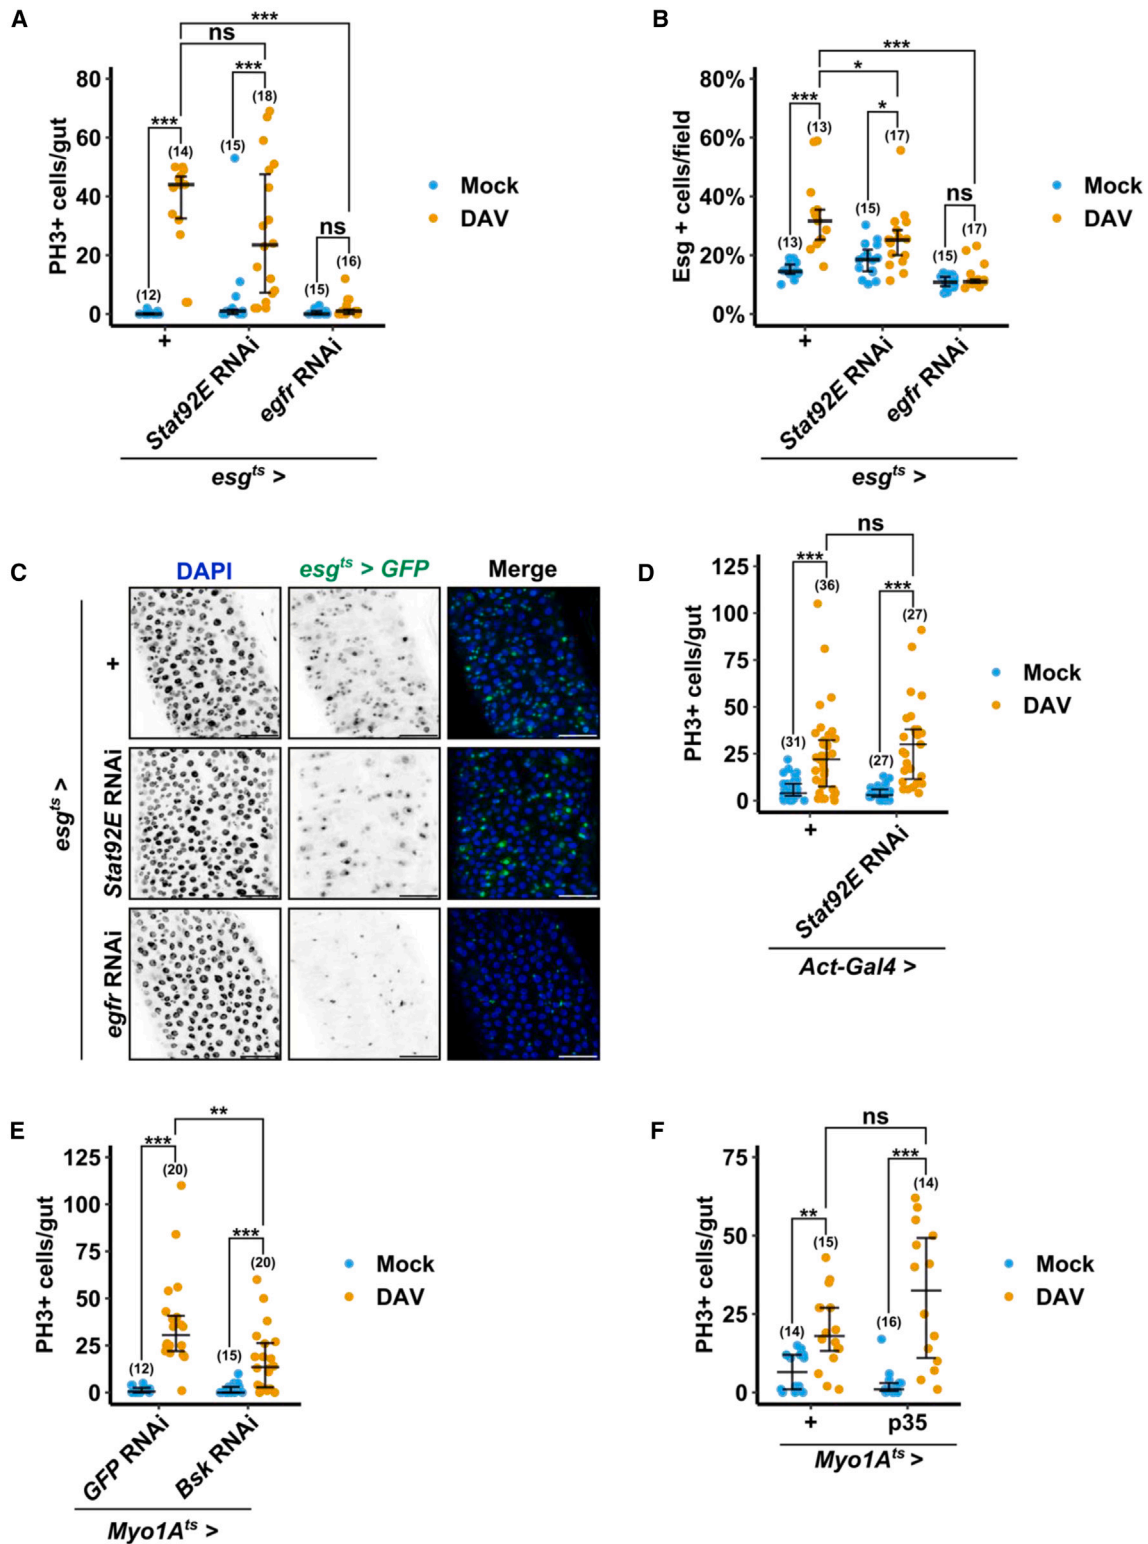 A
***
ns
***
(18)
***
(14)
(15)
80
60
40
20
0
PH3+ cells/gut
(12)
ns
(16)
(15)
Mock
DAV
+
Stat92E RNAi
egfr RNAi
esgts >
B
***
*
***
(13)
*
(17)
80%
60%
40%
20%
0%
Esg + cells/field
(13)
(15)
ns
(17)
(15)
Mock
DAV
+
Stat92E RNAi
egfr RNAi
esgts >
C
DAPI
esgts > GFP
Merge
esgts >
+
Stat92E RNAi
egfr RNAi
D
ns
***
(36)
***
(27)
125
100
75
50
25
0
PH3+ cells/gut
(31)
(27)
Mock
DAV
+
Stat92E RNAi
Act-Gal4 >
E
**
***
(20)
***
(20)
125
100
75
50
25
0
PH3+ cells/gut
(12)
(15)
Mock
DAV
GFP RNAi
Bsk RNAi
Myo1Ats >
F
ns
***
(14)
**
(15)
75
50
25
0
PH3+ cells/gut
(14)
(16)
Mock
DAV
+
p35
Myo1Ats >